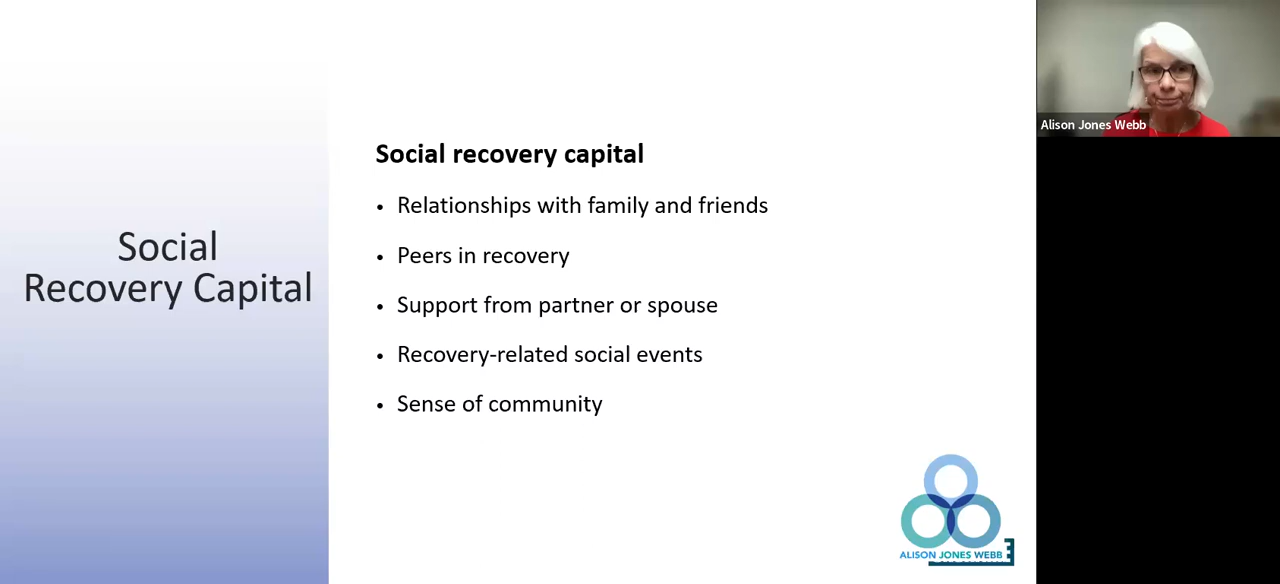 Social
Recovery Capital
Social recovery capital
• Relationships with family and friends
• Peers in recovery
• Support from partner or spouse
• Recovery-related social events
• Sense of community
ALISON JONES WEBB
Alison Jones Webb